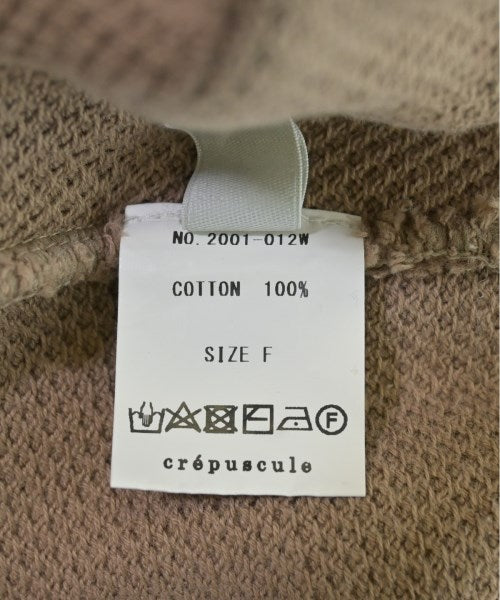 NO. 2001-012W
COTTON 100%
SIZE F
F
crépuscule